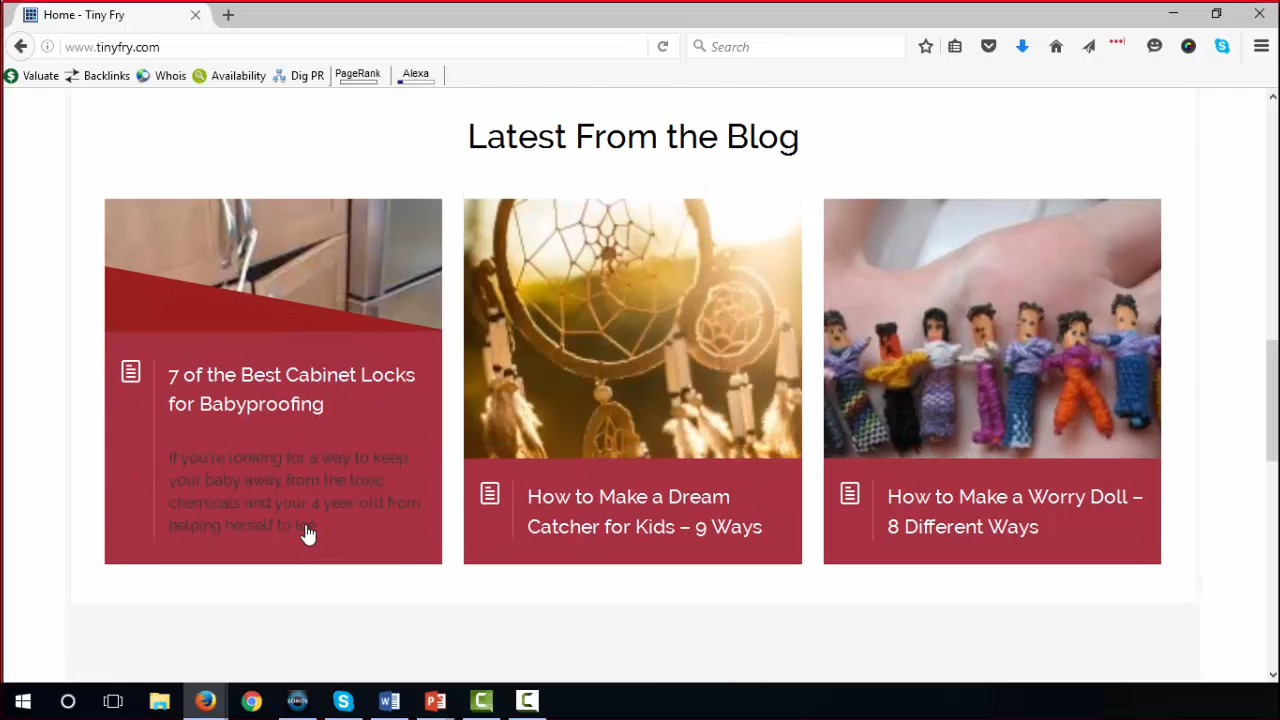 Home - Tiny Fry
www.tinyfry.com
Search
Valuate
Backlinks
Whois
Availability
Dig PR
PageRank
Alexa
Latest From the Blog
7 of the Best Cabinet Locks
for Babyproofing
If you're looking for a way to keep
your baby away from the toxic
chemicals and your 4 year-old from
helping herself to
How to Make a Dream
Catcher for Kids – 9 Ways
How to Make a Worry Doll –
8 Different Ways
SONOS